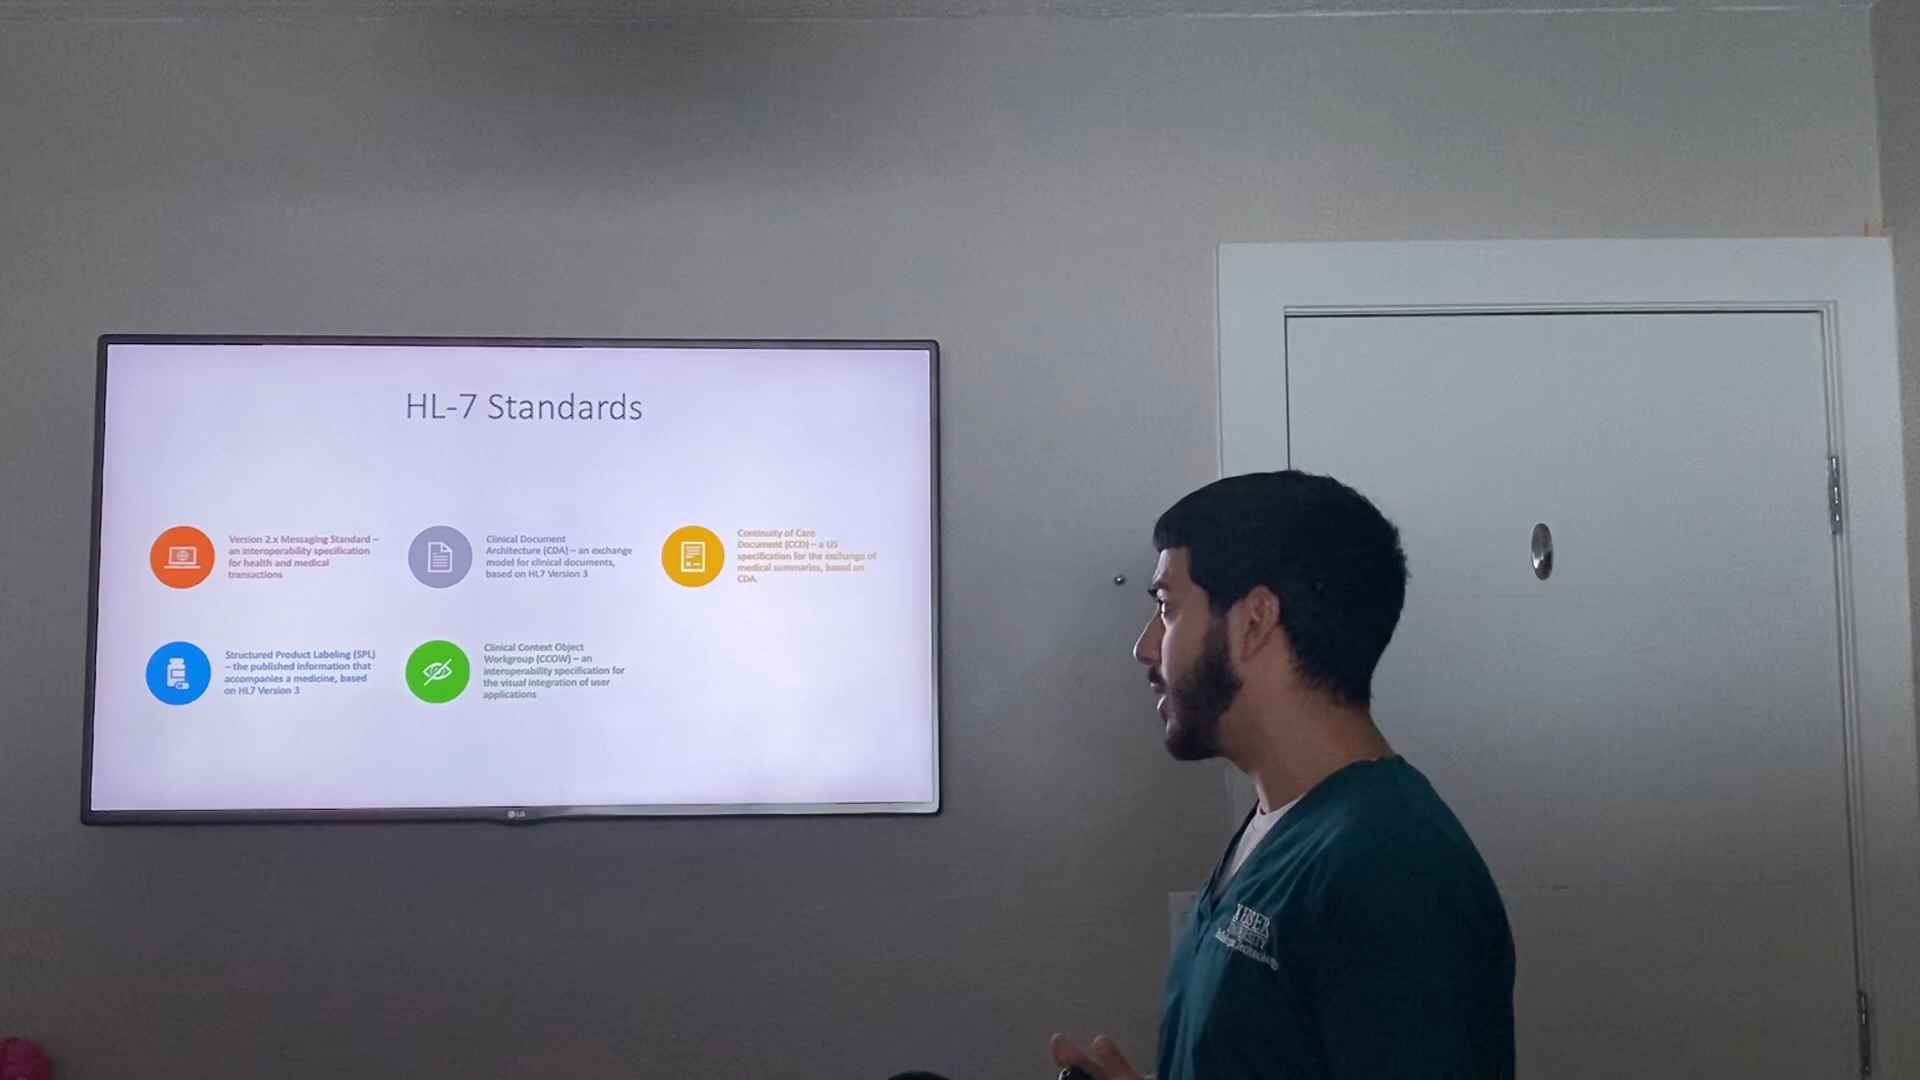 HL-7 Standards
Version 2.x Messaging Standard –
an interoperability specification
for health and medical
transactions
Clinical Document
Architecture (CDA) – an exchange
model for clinical documents,
based on HL7 Version 3
Continuity of Care
Document (CCD) – a US
specification for the exchange of
medical summaries, based on
CDA.
Structured Product Labeling (SPL)
– the published information that
accompanies a medicine, based
on HL7 Version 3
Clinical Context Object
Workgroup (CCOW) – an
interoperability specification for
the visual integration of user
applications
LG
KEISER
UNIVERSITY